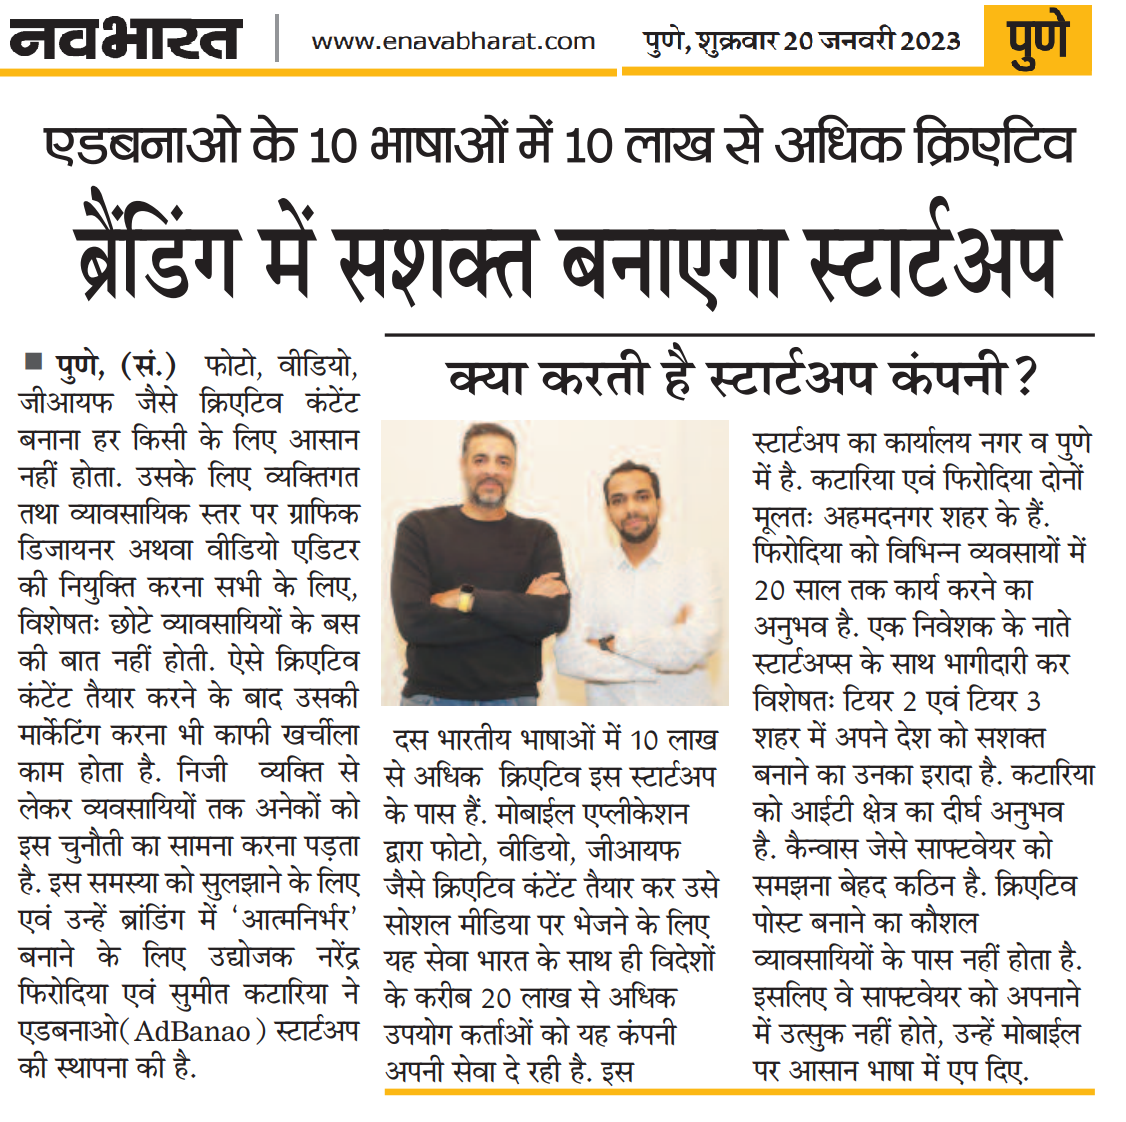 नवभारत
www.enavabharat.com
पुणे, शुक्रवार 20 जनवरी 2023
पुणे
एडबनाओ के 10 भाषाओं में 10 लाख से अधिक क्रिएटिव
ब्रैंडिंग में सशक्त बनाएगा स्टार्टअप
■ पुणे, (सं.) फोटो, वीडियो,
जीआयफ जैसे क्रिएटिव कंटेंट
बनाना हर किसी के लिए आसान
नहीं होता. उसके लिए व्यक्तिगत
तथा व्यावसायिक स्तर पर ग्राफिक
डिजायनर अथवा वीडियो एडिटर
की नियुक्ति करना सभी के लिए,
विशेषतः छोटे व्यावसायियों के बस
की बात नहीं होती. ऐसे क्रिएटिव
कंटेंट तैयार करने के बाद उसकी
मार्केटिंग करना भी काफी खर्चीला
काम होता है. निजी व्यक्ति से
लेकर व्यवसायियों तक अनेकों को
इस चुनौती का सामना करना पड़ता
है. इस समस्या को सुलझाने के लिए
एवं उन्हें ब्रांडिंग में ‘आत्मनिर्भर’
बनाने के लिए उद्योजक नरेंद्र
फिरोदिया एवं सुमीत कटारिया ने
एडबनाओ(AdBanao) स्टार्टअप
की स्थापना की है.
क्या करती है स्टार्टअप कंपनी?
दस भारतीय भाषाओं में 10 लाख
से अधिक क्रिएटिव इस स्टार्टअप
के पास हैं. मोबाईल एप्लीकेशन
द्वारा फोटो, वीडियो, जीआयफ
जैसे क्रिएटिव कंटेंट तैयार कर उसे
सोशल मीडिया पर भेजने के लिए
यह सेवा भारत के साथ ही विदेशों
के करीब 20 लाख से अधिक
उपयोग कर्ताओं को यह कंपनी
अपनी सेवा दे रही है. इस
स्टार्टअप का कार्यालय नगर व पुणे
में है. कटारिया एवं फिरोदिया दोनों
मूलतः अहमदनगर शहर के हैं.
फिरोदिया को विभिन्न व्यवसायों में
20 साल तक कार्य करने का
अनुभव है. एक निवेशक के नाते
स्टार्टअप्स के साथ भागीदारी कर
विशेषतः टियर 2 एवं टियर 3
शहर में अपने देश को सशक्त
बनाने का उनका इरादा है. कटारिया
को आईटी क्षेत्र का दीर्घ अनुभव
है. कैन्वास जेसे साफ्टवेयर को
समझना बेहद कठिन है. क्रिएटिव
पोस्ट बनाने का कौशल
व्यावसायियों के पास नहीं होता है.
इसलिए वे साफ्टवेयर को अपनाने
में उत्सुक नहीं होते, उन्हें मोबाईल
पर आसान भाषा में एप दिए.